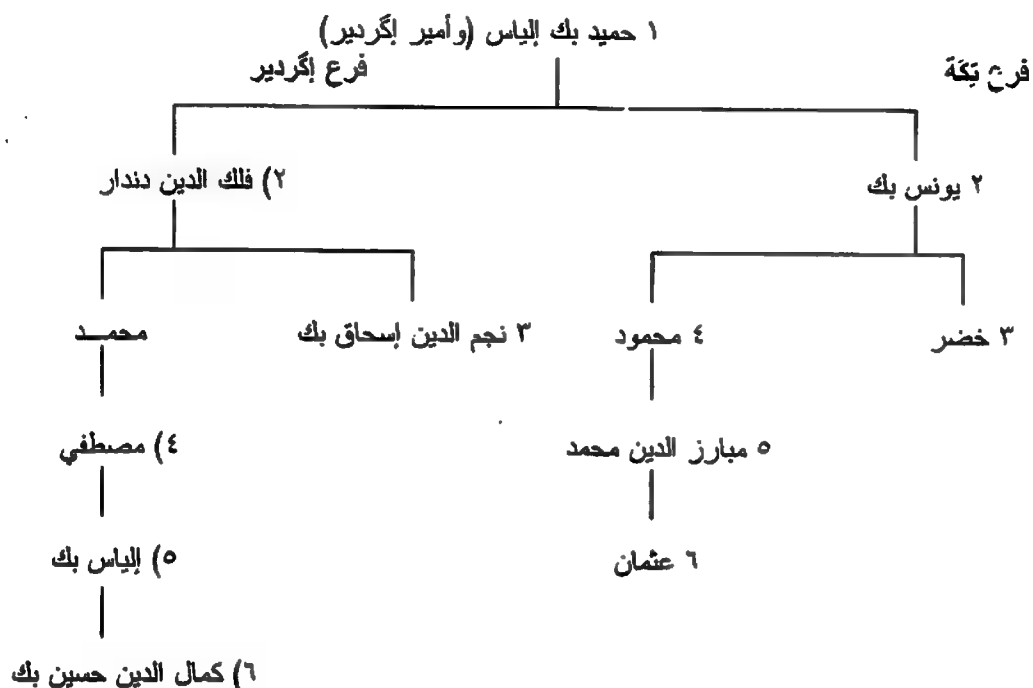 ١ حميد بك إلياس (وأمير إگردير)
فرع تِكَة
فرع إگردير
٢ يونس بك
٢) فلك الدين دندار
٣ خضر
٤ محمود
٣ نجم الدين إسحاق بك
محمــد
٥ مبارز الدين محمد
٤) مصطفي
٦ عثمان
٥) إلياس بك
٦) كمال الدين حسين بك